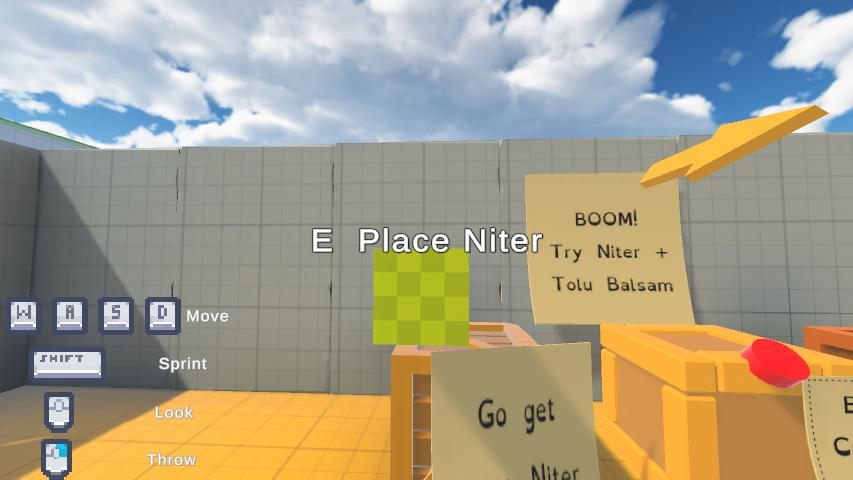 E Place Niter
BOOM!
Try Niter +
Tolu Balsam
W A S D Move
SHIFT Sprint
Look
Throw
Go get
Niter